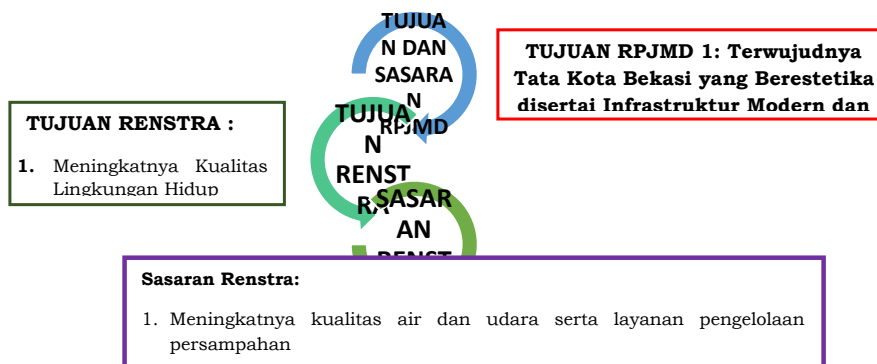 TUJUA
N DAN
SASARA
N
RPJMD
TUJUAN RPJMD 1: Terwujudnya
Tata Kota Bekasi yang Berestetika
disertai Infrastruktur Modern dan
TUJUAN RENSTRA :
1. Meningkatnya Kualitas
Lingkungan Hidup
TUJUA
N
RENST
RA
SASAR
AN
RENST
Sasaran Renstra:
1. Meningkatnya kualitas air dan udara serta layanan pengelolaan
persampahan